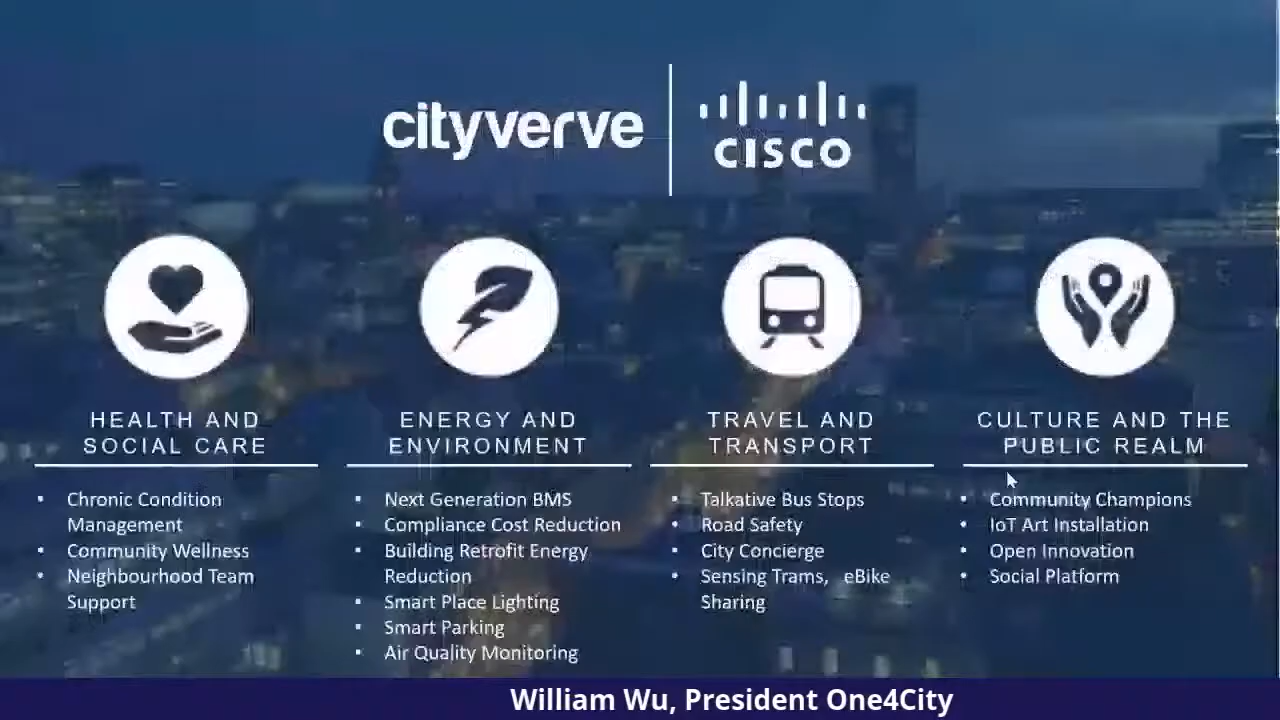 cityverve
CISCO
HEALTH AND
SOCIAL CARE
• Chronic Condition
Management
• Community Wellness
• Neighbourhood Team
Support
ENERGY AND
ENVIRONMENT
• Next Generation BMS
• Compliance Cost Reduction
• Building Retrofit Energy
Reduction
• Smart Place Lighting
• Smart Parking
• Air Quality Monitoring
TRAVEL AND
TRANSPORT
• Talkative Bus Stops
• Road Safety
• City Concierge
• Sensing Trams, eBike
Sharing
CULTURE AND THE
PUBLIC REALM
• Community Champions
• IoT Art Installation
• Open Innovation
• Social Platform
William Wu, President One4City